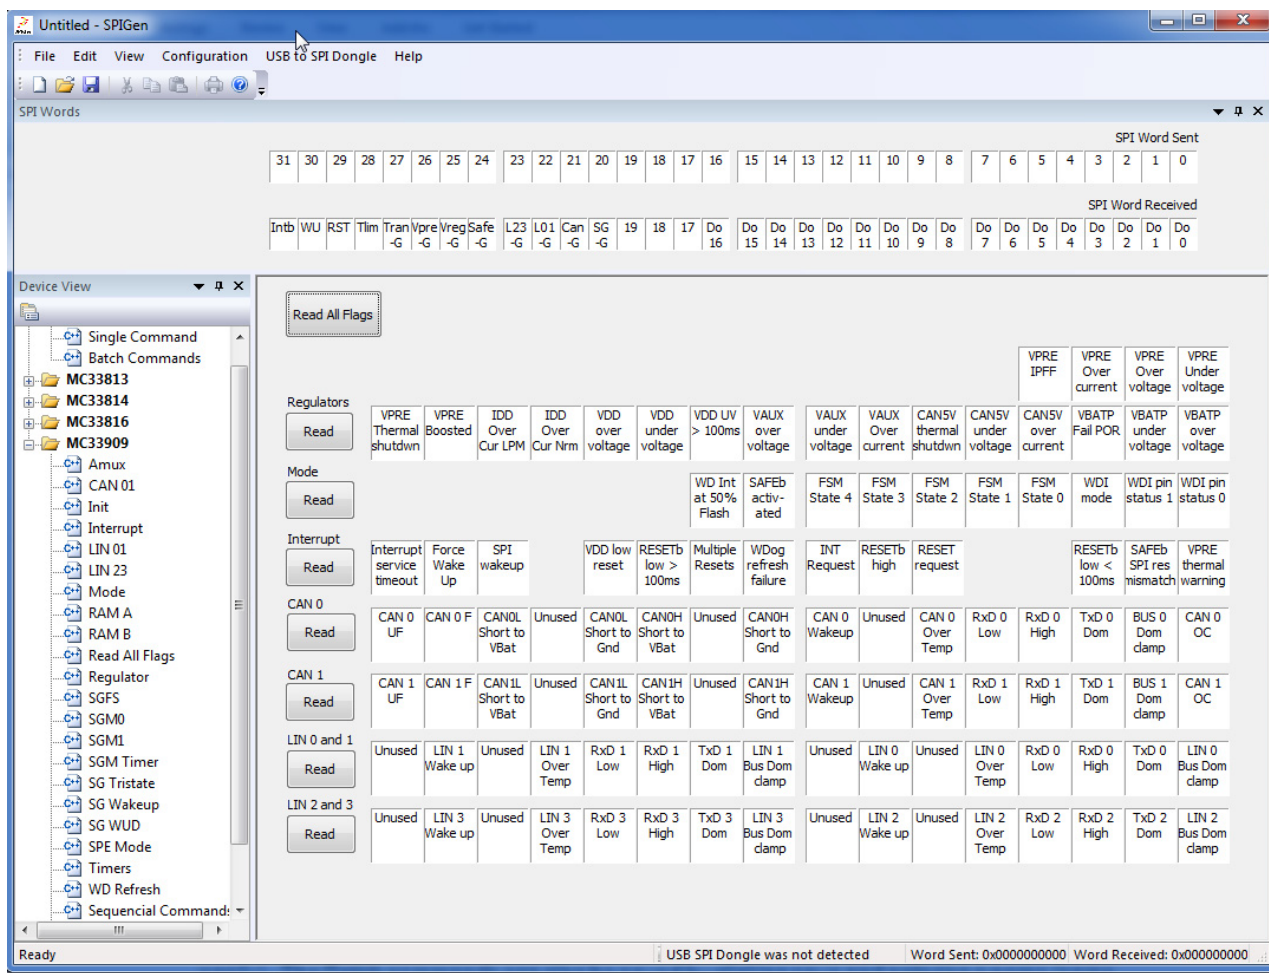 Untitled - SPIGen
File Edit View Configuration USB to SPI Dongle Help
SPI Words
SPI Word Sent
31 30 29 28 27 26 25 24 23 22 21 20 19 18 17 16 15 14 13 12 11 10 9 8 7 6 5 4 3 2 1 0
SPI Word Received
Intb WU RST Tlim Tran Vpre Vreg Safe L23 L01 Can SG 19 18 17 Do Do Do Do Do Do Do Do Do Do Do Do Do Do Do Do Do
-G -G -G -G -G -G -G -G 16 15 14 13 12 11 10 9 8 7 6 5 4 3 2 1 0
Device View
Single Command
Batch Commands
MC33813
MC33814
MC33816
MC33909
Amux
CAN 01
Init
Interrupt
LIN 01
LIN 23
Mode
RAM A
RAM B
Read All Flags
Regulator
SGFS
SGM0
SGM1
SGM Timer
SG Tristate
SG Wakeup
SG WUD
SPE Mode
Timers
WD Refresh
Sequencial Command
Read All Flags
VPRE VPRE VPRE VPRE
IPFF Over Over Under
current voltage voltage
Regulators
Read
VPRE VPRE IDD IDD VDD VDD VDD UV VAUX VAUX VAUX CAN5V CAN5V CAN5V VBATP VBATP VBATP
Thermal Boosted Over Over over under > 100ms over under Over thermal under over Fail POR under over
shutdwn Cur LPM Cur Nrm voltage voltage voltage voltage current shutdwn voltage current voltage voltage
Mode
Read
WD Int SAFEb FSM FSM FSM FSM FSM WDI WDI pin WDI pin
at 50% activ- State 4 State 3 State 2 State 1 State 0 mode status 1 status 0
Flash ated
Interrupt
Read
Interrupt Force SPI VDD low RESETb Multiple WDog INT RESETb RESET RESETb SAFEb VPRE
service Wake wakeup reset low > Resets refresh Request high request low < SPI res thermal
timeout Up 100ms failure 100ms mismatch warning
CAN 0
Read
CAN 0 CAN 0 F CAN0L Unused CAN0L CAN0H Unused CAN0H CAN 0 Unused CAN 0 RxD 0 RxD 0 TxD 0 BUS 0 CAN 0
UF Short to Short to Short to Short to Wakeup Over Low High Dom Dom OC
VBat Gnd VBat Gnd Temp clamp
CAN 1
Read
CAN 1 CAN 1 F CAN1L Unused CAN1L CAN1H Unused CAN1H CAN 1 Unused CAN 1 RxD 1 RxD 1 TxD 1 BUS 1 CAN 1
UF Short to Short to Short to Short to Wakeup Over Low High Dom Dom OC
VBat Gnd VBat Gnd Temp clamp
LIN 0 and 1
Read
Unused LIN 1 Unused LIN 1 RxD 1 RxD 1 TxD 1 LIN 1 Unused LIN 0 Unused LIN 0 RxD 0 RxD 0 TxD 0 LIN 0
Wake up Over Low High Dom Bus Dom Wake up Over Low High Dom Bus Dom
Temp clamp Temp clamp
LIN 2 and 3
Read
Unused LIN 3 Unused LIN 3 RxD 3 RxD 3 TxD 3 LIN 3 Unused LIN 2 Unused LIN 2 RxD 2 RxD 2 TxD 2 LIN 2
Wake up Over Low High Dom Bus Dom Wake up Over Low High Dom Bus Dom
Temp clamp Temp clamp
Ready USB SPI Dongle was not detected Word Sent: 0x0000000000 Word Received: 0x000000000